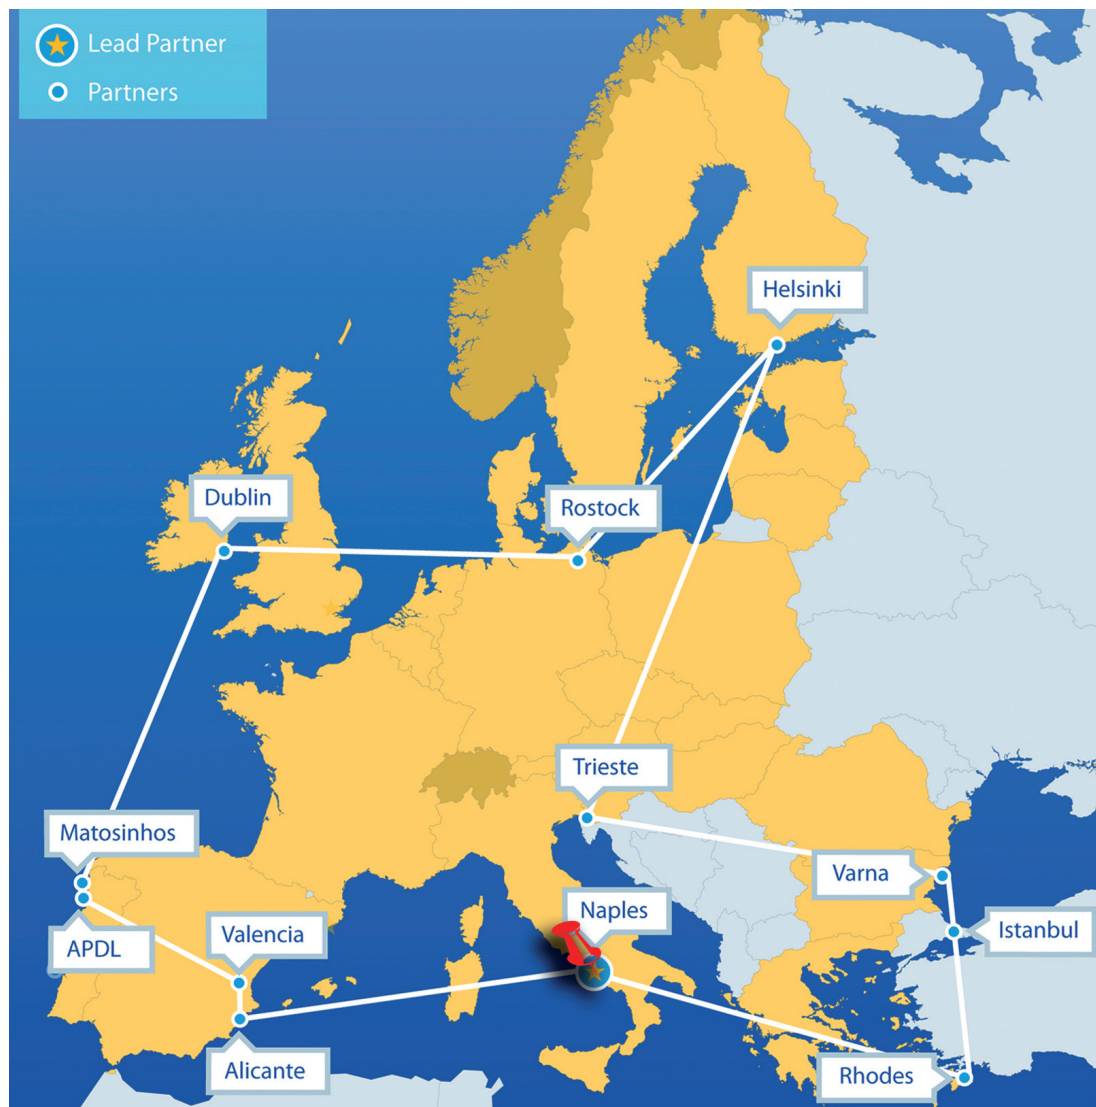 Lead Partner
Partners
Helsinki
Dublin
Rostock
Trieste
Matosinhos
Varna
Naples
Istanbul
Valencia
APDL
Alicante
Rhodes